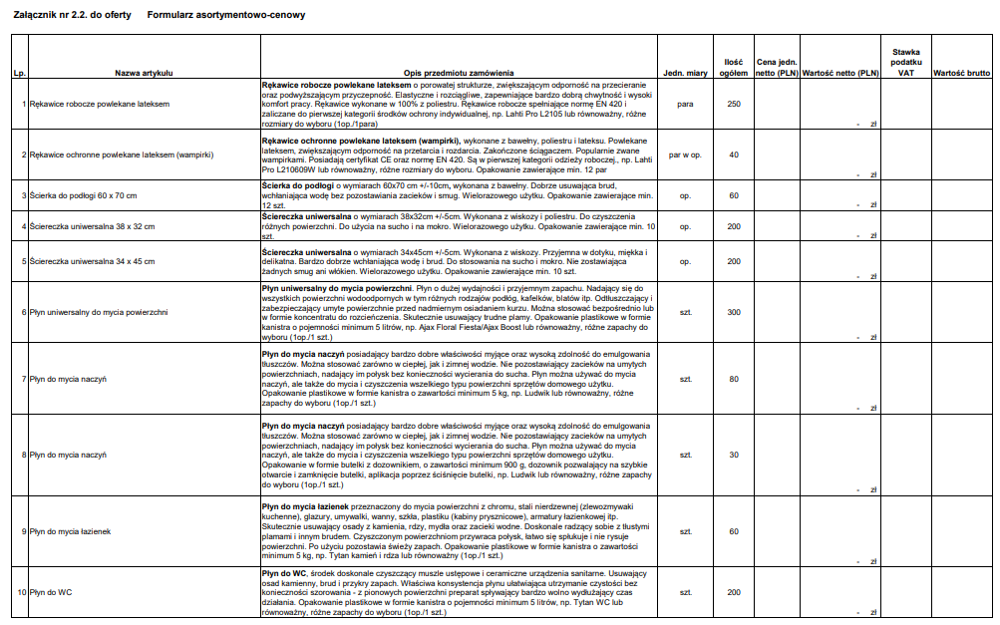 Załącznik nr 2.2. do oferty Formularz asortymentowo-cenowy
Lp. Nazwa artykułu Opis przedmiotu zamówienia Jedn. miary Ilość ogółem Cena jedn. netto (PLN) Wartość netto (PLN) Stawka podatku VAT Wartość brutto
1 Rękawice robocze powlekane lateksem
Rękawice robocze powlekane lateksem o porowatej strukturze, zwiększającym odporność na przecieranie
oraz podwyższającym przyczepność. Elastyczne i rozciągliwe, zapewniające bardzo dobrą chwytność i wysoki
komfort pracy. Rękawice wykonane w 100% z poliestru. Rękawice robocze spełniające normę EN 420 i
zaliczane do pierwszej kategorii środków ochrony indywidualnej, np. Lahti Pro L2105 lub równoważny, różne
rozmiary do wyboru (1op./1para)
para 250 - zł
2 Rękawice ochronne powlekane lateksem (wampirki)
Rękawice ochronne powlekane lateksem (wampirki), wykonane z bawełny, poliestru i lateksu. Powlekane
lateksem, zwiększającym odporność na przetarcia i rozdarcia. Zakończone ściągaczem. Popularnie zwane
wampirkami. Posiadają certyfikat CE oraz normę EN 420. Są w pierwszej kategorii odzieży roboczej., np. Lahti
Pro L210609W lub równoważny, różne rozmiary do wyboru. Opakowanie zawierające min. 12 par
par w op. 40 - zł
3 Ścierka do podłogi 60 x 70 cm
Ścierka do podłogi o wymiarach 60x70 cm +/-10cm, wykonana z bawełny. Dobrze usuwająca brud,
wchłaniająca wodę bez pozostawiania zacieków i smug. Wielorazowego użytku. Opakowanie zawierające min.
12 szt.
op. 60 - zł
4 Ściereczka uniwersalna 38 x 32 cm
Ściereczka uniwersalna o wymiarach 38x32cm +/-5cm. Wykonana z wiskozy i poliestru. Do czyszczenia
różnych powierzchni. Do użycia na sucho i na mokro. Wielorazowego użytku. Opakowanie zawierające min. 10
szt.
op. 200 - zł
5 Ściereczka uniwersalna 34 x 45 cm
Ściereczka uniwersalna o wymiarach 34x45cm +/-5cm. Wykonana z wiskozy. Przyjemna w dotyku, miękka i
delikatna. Bardzo dobrze wchłaniająca wodę i brud. Do stosowania na sucho i mokro. Nie zostawiająca
żadnych smug ani włókien. Wielorazowego użytku. Opakowanie zawierające min. 10 szt.
op. 200 - zł
6 Płyn uniwersalny do mycia powierzchni
Płyn uniwersalny do mycia powierzchni. Płyn o dużej wydajności i przyjemnym zapachu. Nadający się do
wszystkich powierzchni wodoodpornych w tym różnych rodzajów podłóg, kafelków, blatów itp. Odtłuszczający i
zabezpieczający umyte powierzchnie przed nadmiernym osiadaniem kurzu. Można stosować bezpośrednio lub
w formie koncentratu do rozcieńczenia. Skutecznie usuwający trudne plamy. Opakowanie plastikowe w formie
kanistra o pojemności minimum 5 litrów, np. Ajax Floral Fiesta/Ajax Boost lub równoważny, różne zapachy do
wyboru (1op./1 szt.)
szt. 300 - zł
7 Płyn do mycia naczyń
Płyn do mycia naczyń posiadający bardzo dobre właściwości myjące oraz wysoką zdolność do emulgowania
tłuszczów. Można stosować zarówno w ciepłej, jak i zimnej wodzie. Nie pozostawiający zacieków na umytych
powierzchniach, nadający im połysk bez konieczności wycierania do sucha. Płyn można używać do mycia
naczyń, ale także do mycia i czyszczenia wszelkiego typu powierzchni sprzętów domowego użytku.
Opakowanie plastikowe w formie kanistra o zawartości minimum 5 kg, np. Ludwik lub równoważny, różne
zapachy do wyboru (1op./1 szt.)
szt. 80 - zł
8 Płyn do mycia naczyń
Płyn do mycia naczyń posiadający bardzo dobre właściwości myjące oraz wysoką zdolność do emulgowania
tłuszczów. Można stosować zarówno w ciepłej, jak i zimnej wodzie. Nie pozostawiający zacieków na umytych
powierzchniach, nadający im połysk bez konieczności wycierania do sucha. Płyn można używać do mycia
naczyń, ale także do mycia i czyszczenia wszelkiego typu powierzchni sprzętów domowego użytku.
Opakowanie w formie butelki z dozownikiem, o zawartości minimum 900 g, dozownik pozwalający na szybkie
otwarcie i zamknięcie butelki, aplikacja poprzez ściśnięcie butelki, np. Ludwik lub równoważny, różne zapachy
do wyboru (1op./1 szt.)
szt. 30 - zł
9 Płyn do mycia łazienek
Płyn do mycia łazienek przeznaczony do mycia powierzchni z chromu, stali nierdzewnej (zlewozmywaki
kuchenne), glazury, umywalki, wanny, szkła, plastiku (kabiny prysznicowe), armatury łazienkowej itp.
Skutecznie usuwający osady z kamienia, rdzy, mydła oraz zacieki wodne. Doskonale radzący sobie z tłustymi
plamami i innym brudem. Czyszczonym powierzchniom przywraca połysk, łatwo się spłukuje i nie rysuje
powierzchni. Po użyciu pozostawia świeży zapach. Opakowanie plastikowe w formie kanistra o zawartości
minimum 5 kg, np. Tytan kamień i rdza lub równoważny (1op./1 szt.)
szt. 60 - zł
10 Płyn do WC
Płyn do WC, środek doskonale czyszczący muszle ustępowe i ceramiczne urządzenia sanitarne. Usuwający
osad kamienny, brud i przykry zapach. Właściwa konsystencja płynu ułatwiająca utrzymanie czystości bez
konieczności szorowania - z pionowych powierzchni preparat spływający bardzo wolno wydłużający czas
działania. Opakowanie plastikowe w formie kanistra o pojemności minimum 5 litrów, np. Tytan WC lub
równoważny, różne zapachy do wyboru (1op./1 szt.)
szt. 200 - zł